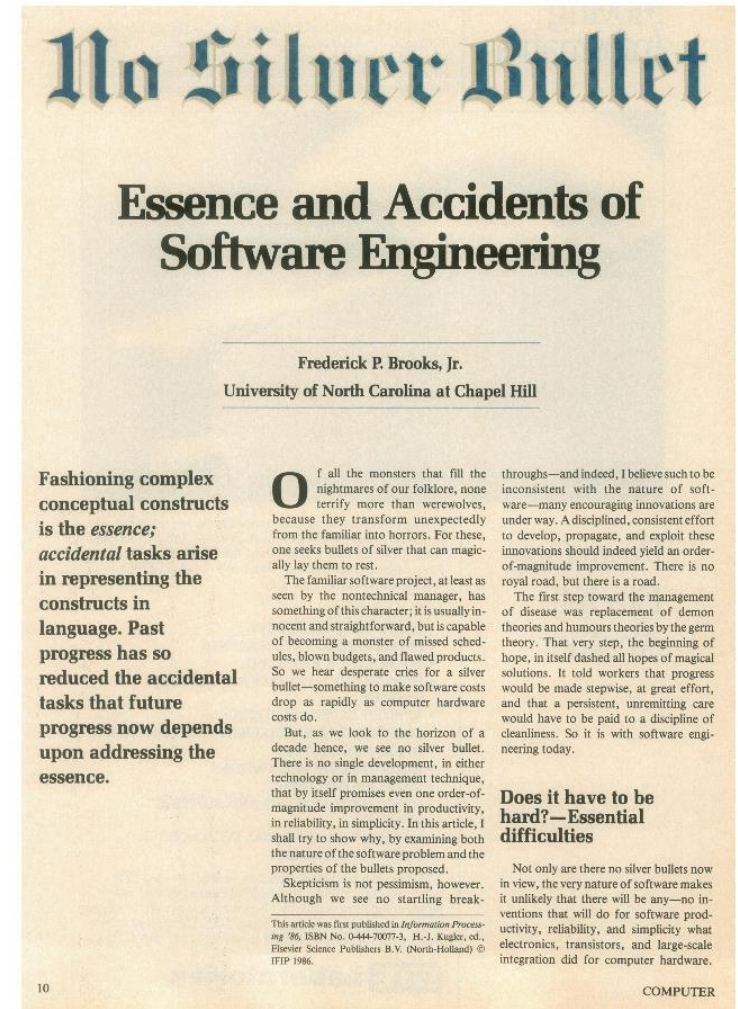 No Silver Bullet
Essence and Accidents of
Software Engineering
Frederick P. Brooks, Jr.
University of North Carolina at Chapel Hill
Fashioning complex
conceptual constructs
is the essence;
accidental tasks arise
in representing the
constructs in
language. Past
progress has so
reduced the accidental
tasks that future
progress now depends
upon addressing the
essence.
Of all the monsters that fill the
nightmares of our folklore, none
terrify more than werewolves,
because they transform unexpectedly
from the familiar into horrors. For these,
one seeks bullets of silver that can magic-
ally lay them to rest.
The familiar software project, at least as
seen by the nontechnical manager, has
something of this character; it is usually in-
nocent and straightforward, but is capable
of becoming a monster of missed sched-
ules, blown budgets, and flawed products.
So we hear desperate cries for a silver
bullet—something to make software costs
drop as rapidly as computer hardware
costs do.
But, as we look to the horizon of a
decade hence, we see no silver bullet.
There is no single development, in either
technology or in management technique,
that by itself promises even one order-of-
magnitude improvement in productivity,
in reliability, in simplicity. In this article, I
shall try to show why, by examining both
the nature of the software problem and the
properties of the bullets proposed.
Skepticism is not pessimism, however.
Although we see no startling break-
This article was first published in Information Process-
ing '86, ISBN No. 0-444-70077-3, H.-J. Kugler, ed.,
Elsevier Science Publishers B.V. (North-Holland) ©
IFIP 1986.
throughs—and indeed, I believe such to be
inconsistent with the nature of soft-
ware—many encouraging innovations are
under way. A disciplined, consistent effort
to develop, propagate, and exploit these
innovations should indeed yield an order-
of-magnitude improvement. There is no
royal road, but there is a road.
The first step toward the management
of disease was replacement of demon
theories and humours theories by the germ
theory. That very step, the beginning of
hope, in itself dashed all hopes of magical
solutions. It told workers that progress
would be made stepwise, at great effort,
and that a persistent, unremitting care
would have to be paid to a discipline of
cleanliness. So it is with software engi-
neering today.
Does it have to be
hard?—Essential
difficulties
Not only are there no silver bullets now
in view, the very nature of software makes
it unlikely that there will be any—no in-
ventions that will do for software prod-
uctivity, reliability, and simplicity what
electronics, transistors, and large-scale
integration did for computer hardware.
10
COMPUTER